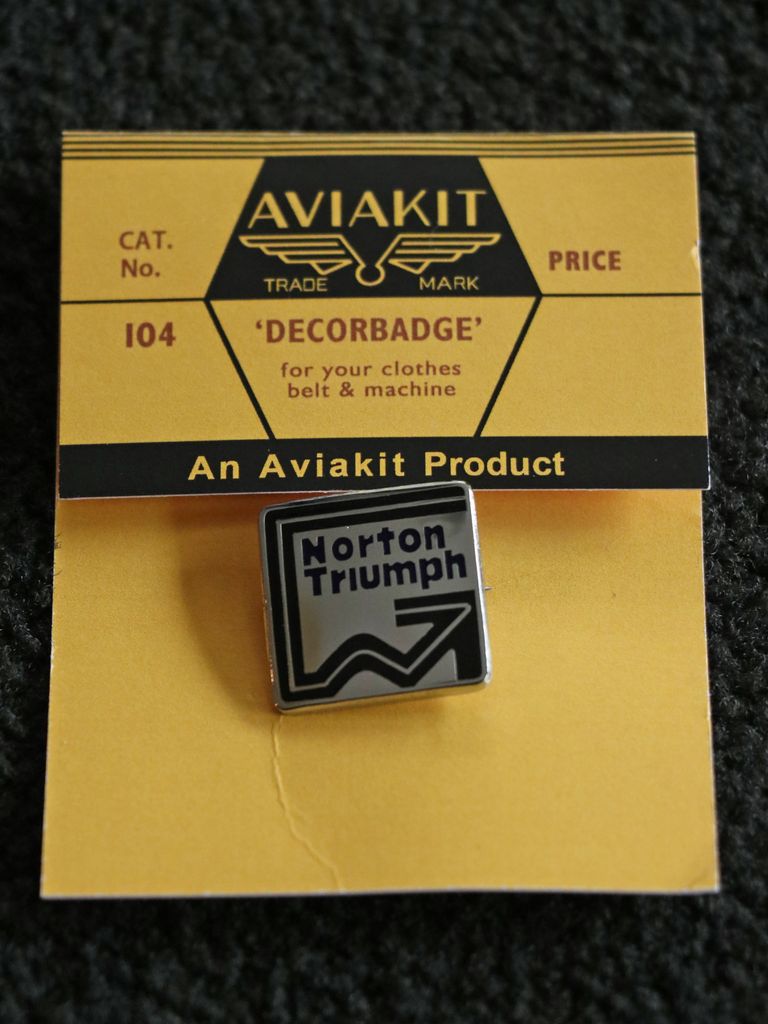 AVIAKIT
TRADE MARK
CAT.
No.
PRICE
104
'DECORBADGE'
for your clothes
belt & machine
An Aviakit Product
Norton
Triumph